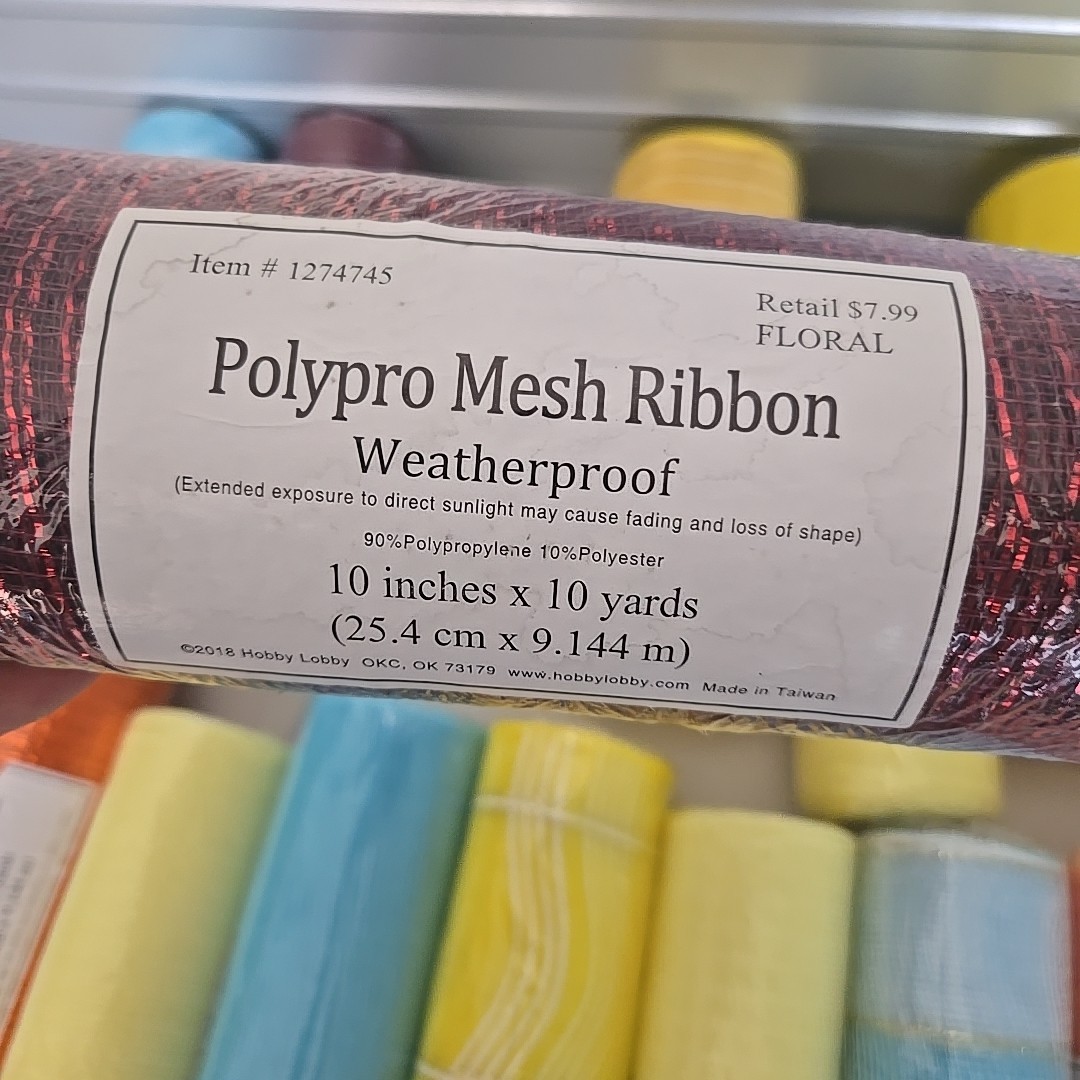 Item # 1274745
Retail $7.99
FLORAL
Polypro Mesh Ribbon
Weatherproof
(Extended exposure to direct sunlight may cause fading and loss of shape)
90%Polypropylene 10%Polyester
10 inches x 10 yards
(25.4 cm x 9.144 m)
©2018 Hobby Lobby OKC, OK 73179 www.hobbylobby.com Made in Taiwan